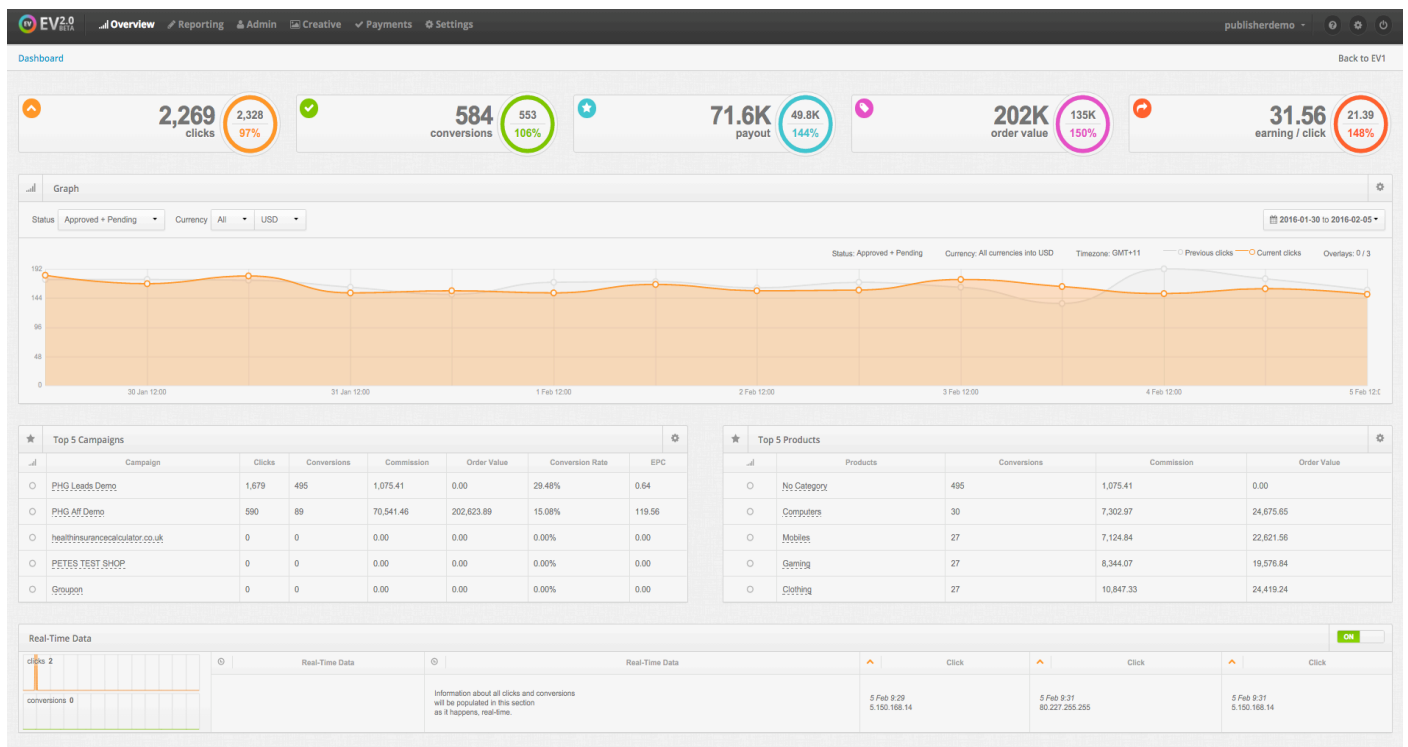 EV2.0 BETA Overview Reporting Admin Creative Payments Settings publisherdemo
Dashboard Back to EV1
2,269 clicks 2,328 97%
584 conversions 553 106%
71.6K payout 49.8K 144%
202K order value 135K 150%
31.56 earning / click 21.39 148%
Graph
Status Approved + Pending Currency All USD 2016-01-30 to 2016-02-05
Status: Approved + Pending Currency: All currencies into USD Timezone: GMT+11 Previous clicks Current clicks Overlays: 0 / 3
192
144
96
48
0
30 Jan 12:00 31 Jan 12:00 1 Feb 12:00 2 Feb 12:00 3 Feb 12:00 4 Feb 12:00 5 Feb 12:0
Top 5 Campaigns
Campaign Clicks Conversions Commission Order Value Conversion Rate EPC
PHG Leads Demo 1,679 495 1,075.41 0.00 29.48% 0.64
PHG Aff Demo 590 89 70,541.46 202,623.89 15.08% 119.56
healthinsurancecalculator.co.uk 0 0 0.00 0.00 0.00% 0.00
PETES TEST SHOP 0 0 0.00 0.00 0.00% 0.00
Groupon 0 0 0.00 0.00 0.00% 0.00
Top 5 Products
Products Conversions Commission Order Value
No Category 495 1,075.41 0.00
Computers 30 7,302.97 24,675.65
Mobiles 27 7,124.84 22,621.56
Gaming 27 8,344.07 19,576.84
Clothing 27 10,847.33 24,419.24
Real-Time Data ON
clicks 2
conversions 0
Real-Time Data Real-Time Data Click Click Click
Information about all clicks and conversions
will be populated in this section
as it happens, real-time.
5 Feb 9:29 5 Feb 9:31 5 Feb 9:31
5.150.168.14 80.227.255.255 5.150.168.14